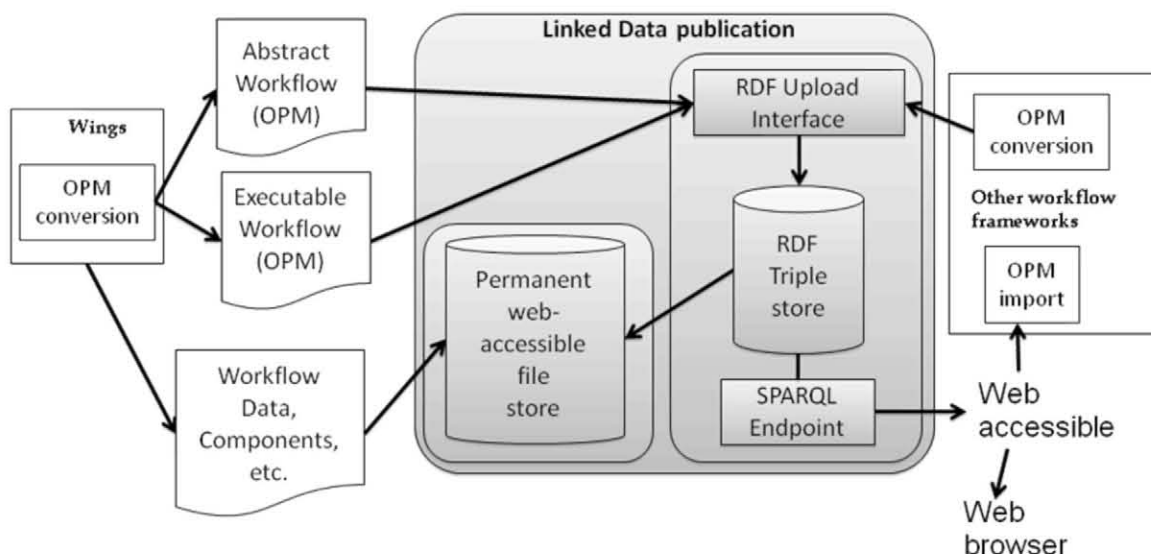 Linked Data publication
Abstract
Workflow
(OPM)
Wings
OPM
conversion
Executable
Workflow
(OPM)
Workflow
Data,
Components,
etc.
Permanent
web-
accessible
file
store
RDF Upload
Interface
RDF
Triple
store
SPARQL
Endpoint
OPM
conversion
Other workflow
frameworks
OPM
import
Web
accessible
Web
browser